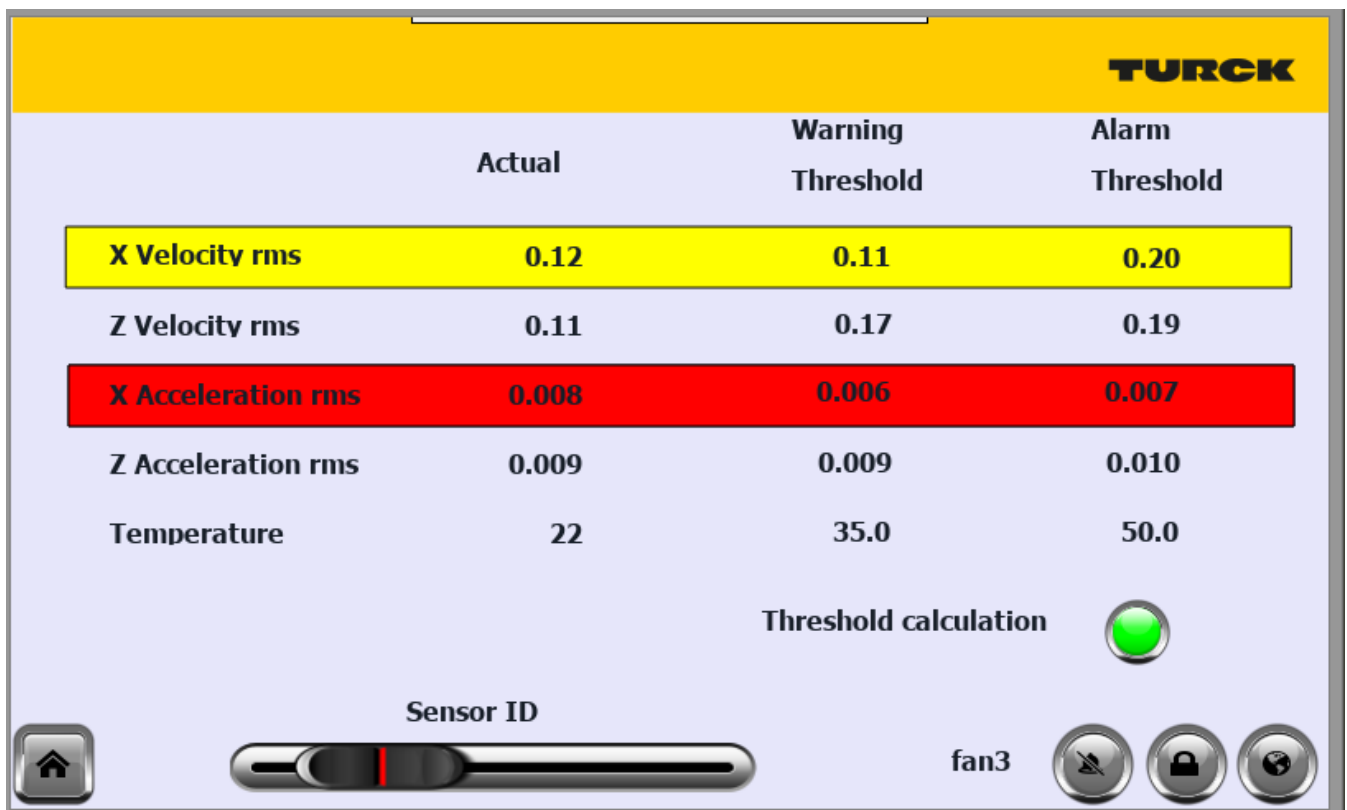 TURCK
Warning Alarm
Actual
Threshold Threshold
X Velocity rms 0.12 0.11 0.20
Z Velocity rms 0.11 0.17 0.19
X Acceleration rms 0.008 0.006 0.007
Z Acceleration rms 0.009 0.009 0.010
Temperature 22 35.0 50.0
Threshold calculation
Sensor ID
fan3